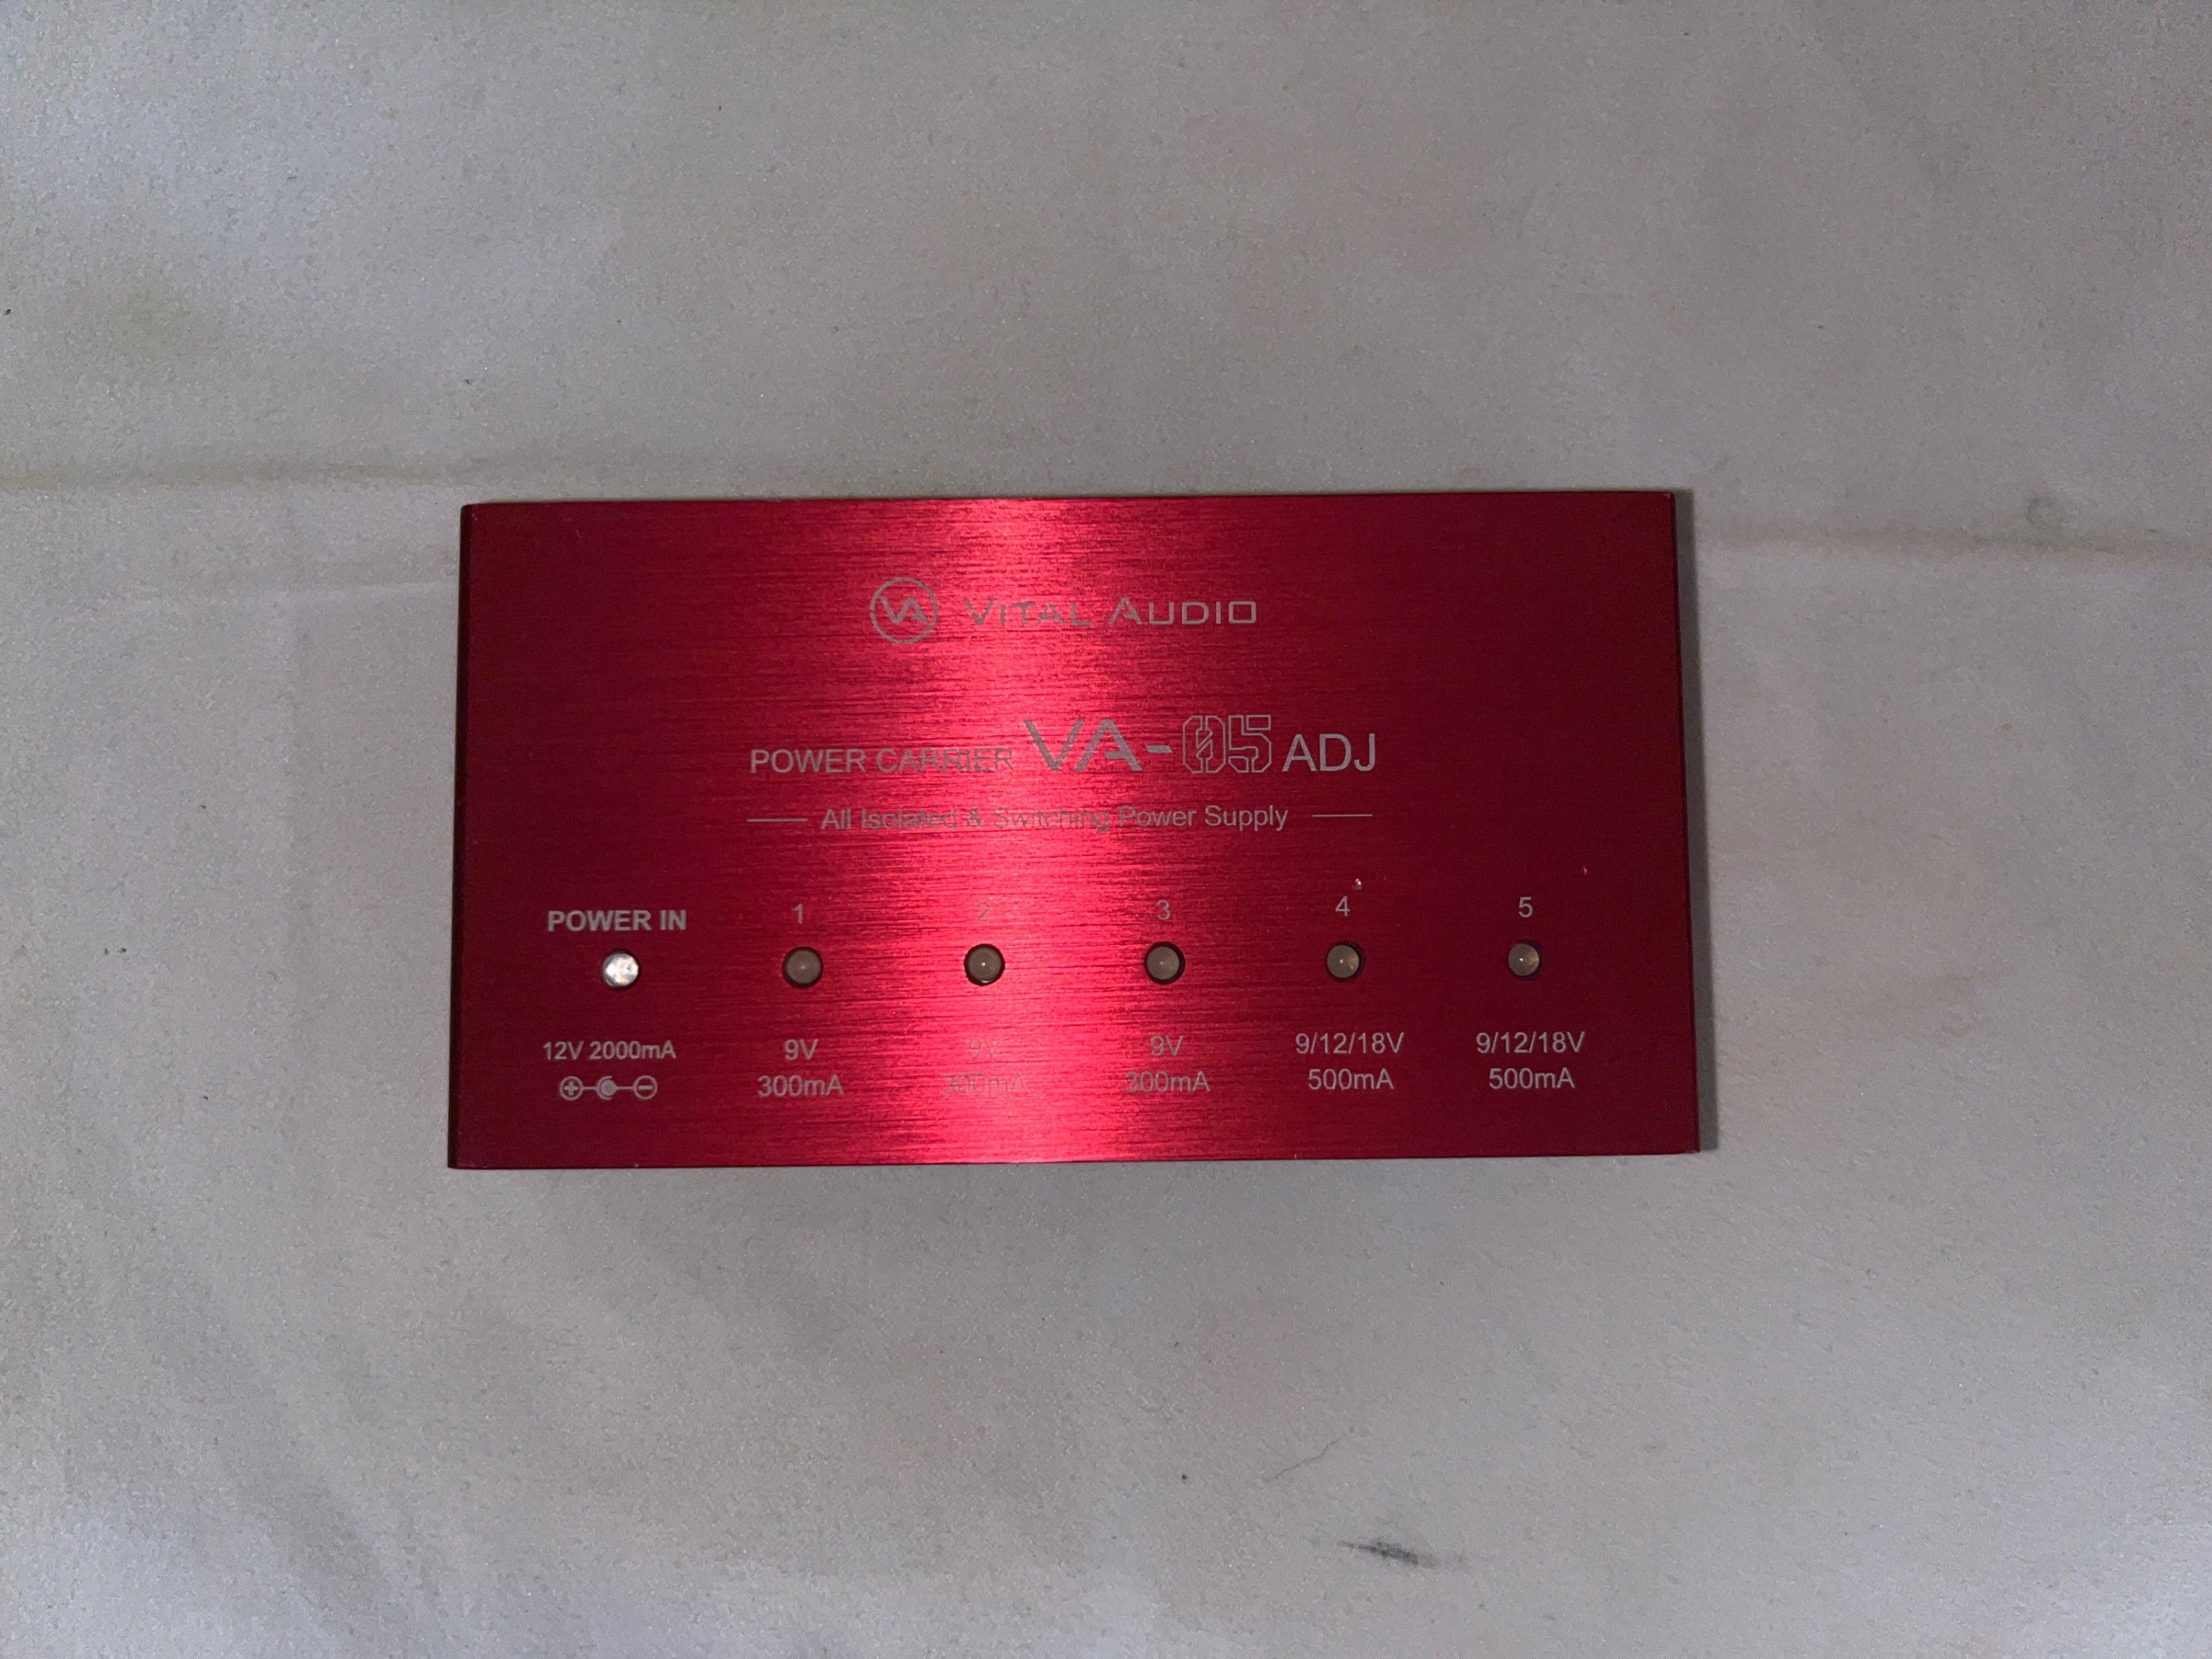 VA VITAL AUDIO
POWER CARRIER VA-05 ADJ
All Isolated & Switching Power Supply
POWER IN 1 2 3 4 5
12V 2000mA 9V 9V 9V 9/12/18V 9/12/18V
300mA 300mA 300mA 500mA 500mA